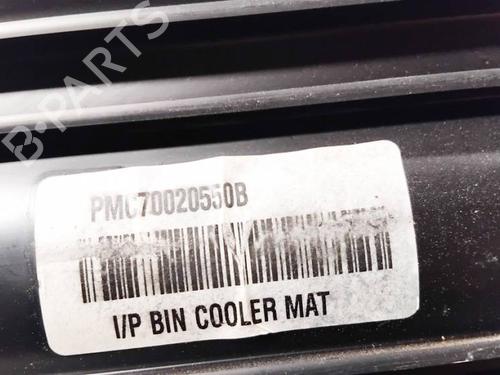 B-PARTS
PMC70020550B
I/P BIN COOLER MAT